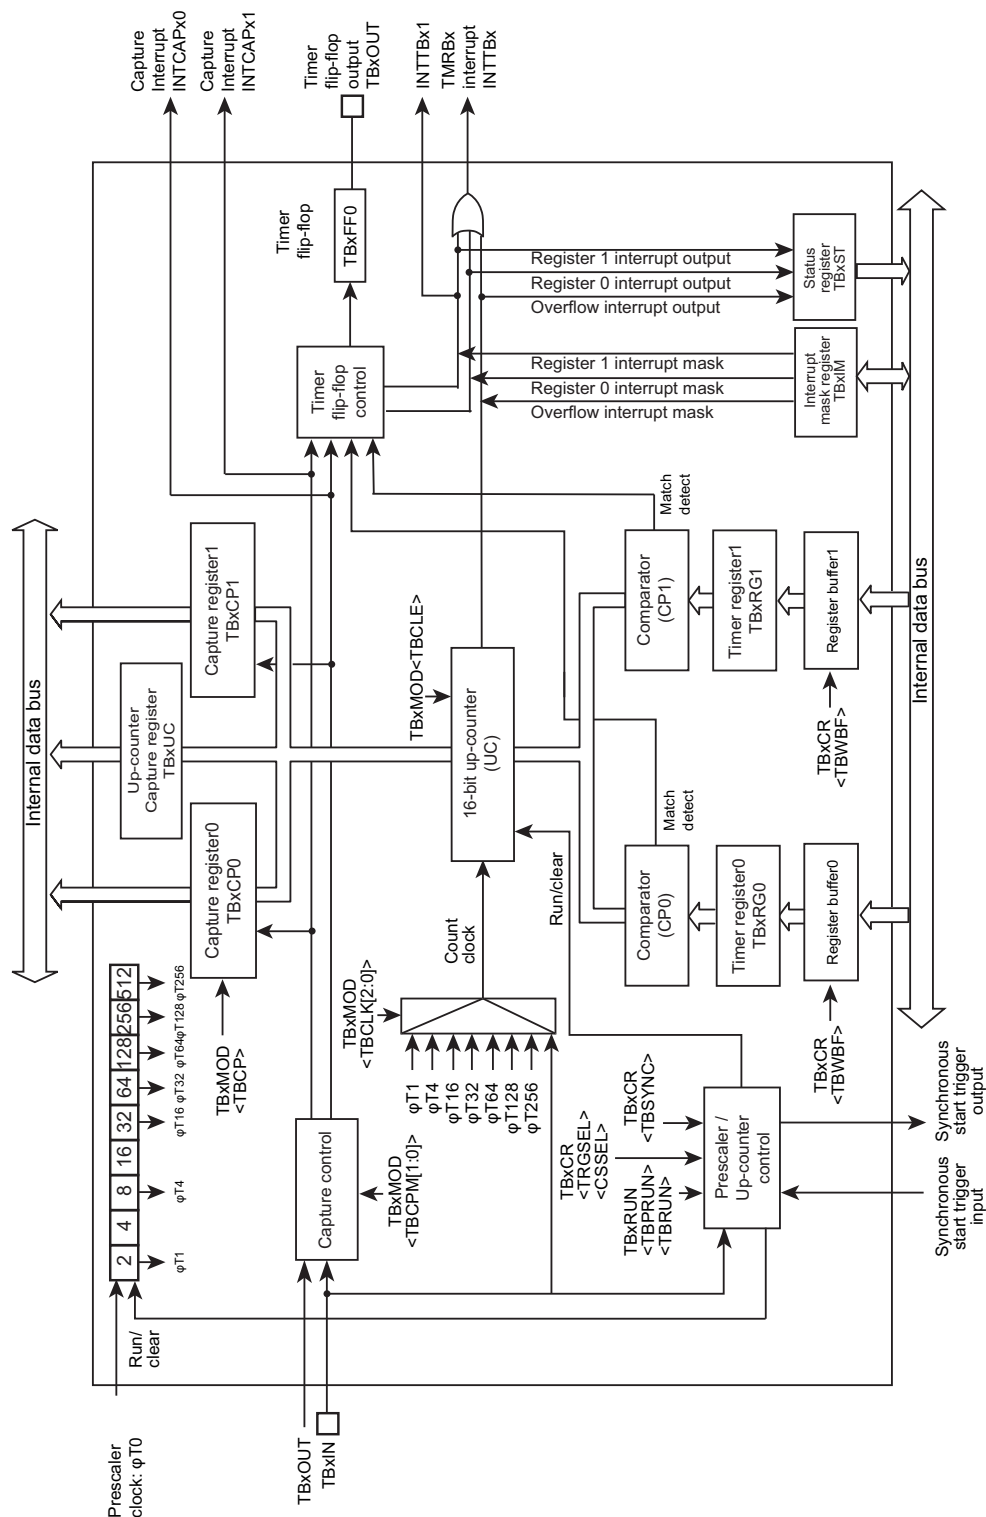 Prescaler
clock: φT0
Run/
clear
2
4
8
16
32
64
128
256
512
φT1
φT4
φT16
φT32
φT64
φT128
φT256
Internal data bus
TBxMOD
<TBCP>
Capture register0
TBxCP0
Up-counter
Capture register
TBxUC
Capture register1
TBxCP1
Capture
Interrupt
INTCAPx0
Capture
Interrupt
INTCAPx1
TBxOUT
TBxIN
Capture control
TBxMOD
<TBCPM[1:0]>
TBxMOD
<TBCLK[2:0]>
φT1
φT4
φT16
φT32
φT64
φT128
φT256
Count
clock
16-bit up-counter
(UC)
TBxMOD<TBCLE>
Run/clear
Timer
flip-flop
control
Timer
flip-flop
TBxFF0
Timer
flip-flop
output
TBxOUT
INTTBx1
TMRBx
interrupt
INTTBx
Register 1 interrupt output
Register 0 interrupt output
Overflow interrupt output
Register 1 interrupt mask
Register 0 interrupt mask
Overflow interrupt mask
TBxRUN
<TBPRUN>
<TBRUN>
TBxCR
<TRGSEL>
<CSSEL>
TBxCR
<TBSYNC>
Prescaler /
Up-counter
control
Synchronous
start trigger
input
Synchronous
start trigger
output
Match
detect
Comparator
(CP0)
Timer register0
TBxRG0
Register buffer0
TBxCR
<TBWBF>
Match
detect
Comparator
(CP1)
Timer register1
TBxRG1
Register buffer1
TBxCR
<TBWBF>
Interrupt
mask register
TBxIM
Status
register
TBxST
Internal data bus